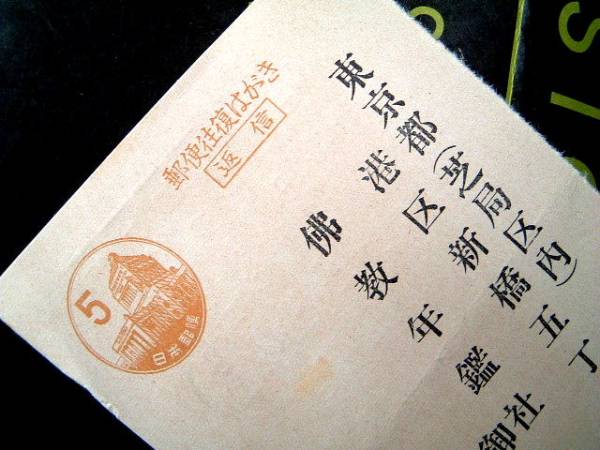 郵便往復はがき
返信
5
日本郵便
東京都(芝局区内)
港区新橋五丁
佛教年鑑社
御